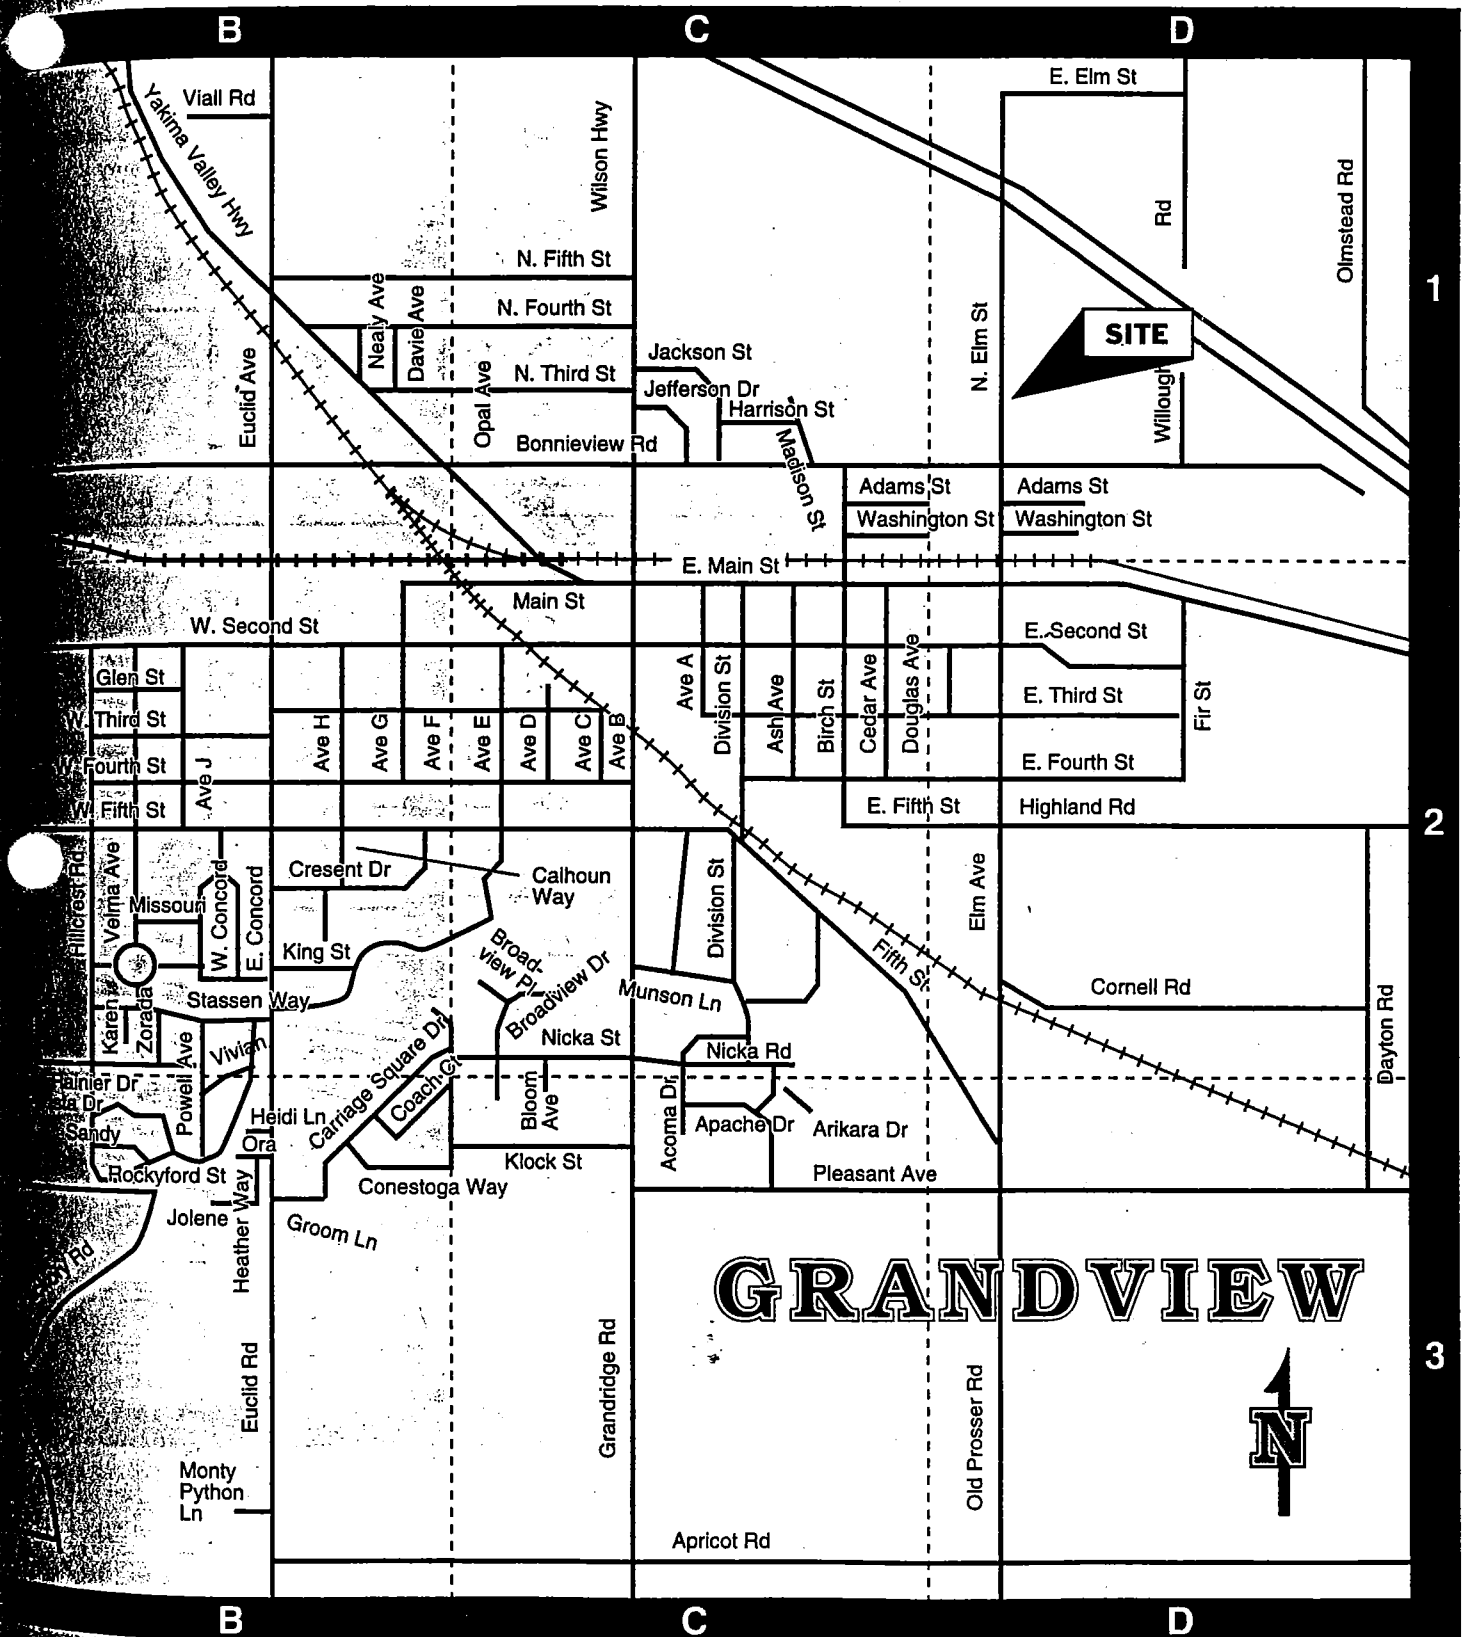 B
C
D
Viall Rd
Yakima Valley Hwy
Wilson Hwy
E. Elm St
Rd
Olmstead Rd
N. Fifth St
1
N. Fourth St
Nealy Ave
Davie Ave
N. Elm St
SITE
Jackson St
Euclid Ave
N. Third St
Jefferson Dr
Opal Ave
Harrison St
Willough
Bonnieview Rd
Madison St
Adams St
Adams St
Washington St
Washington St
E. Main St
Main St
W. Second St
E. Second St
Glen St
Ave A
Division St
Ash Ave
Birch St
Cedar Ave
Douglas Ave
E. Third St
Fir St
W. Third St
Ave H
Ave G
Ave F
Ave E
Ave D
Ave C
Ave B
W. Fourth St
Ave J
E. Fourth St
W. Fifth St
E. Fifth St
Highland Rd
2
Hillcrest Rd
Velma Ave
Cresent Dr
Calhoun
Way
Missouri
W. Concord
E. Concord
Division St
Elm Ave
King St
Broad-
view Pl
Broadview Dr
Fifth St
Stassen Way
Munson Ln
Cornell Rd
Karen
Zorada
Dayton Rd
Powell Ave
Vivian
Nicka St
Nicka Rd
Carriage Square Dr
Coach Ct
Rainier Dr
Bloom
Ave
Acoma Dr
Heidi Ln
Apache Dr
Arikara Dr
Sandy
Ora
Klock St
Rockyford St
Conestoga Way
Pleasant Ave
Jolene
Heather Way
Groom Ln
Rd
GRANDVIEW
Euclid Rd
Grandridge Rd
Old Prosser Rd
3
N
Monty
Python
Ln
Apricot Rd
B
C
D